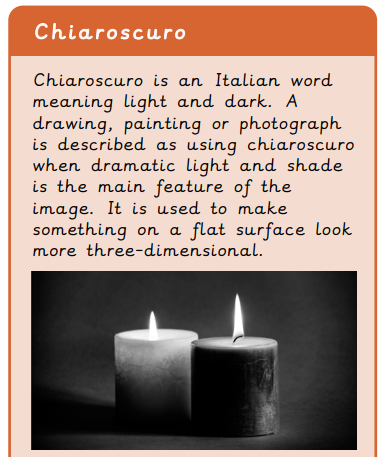 Chiaroscuro
Chiaroscuro is an Italian word
meaning light and dark. A
drawing, painting or photograph
is described as using chiaroscuro
when dramatic light and shade
is the main feature of the
image. It is used to make
something on a flat surface look
more three-dimensional.